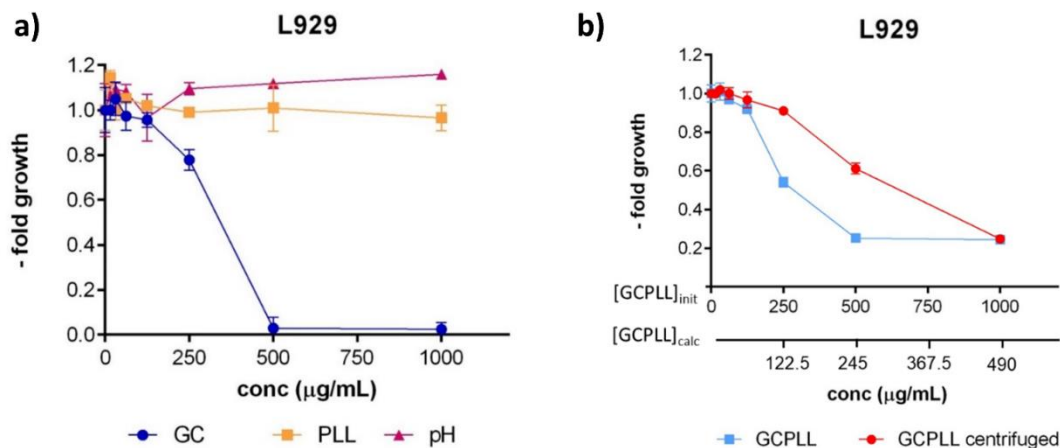 a)
L929
1.2
1.0
0.8
0.6
0.4
0.2
0.0
- fold growth
0 250 500 750 1000
conc (µg/mL)
GC PLL pH
b)
L929
1.2
1.0
0.8
0.6
0.4
0.2
- fold growth
[GCPLL]init 0 250 500 750 1000
[GCPLL]calc
122.5 245 367.5 490
conc (µg/mL)
GCPLL GCPLL centrifuged